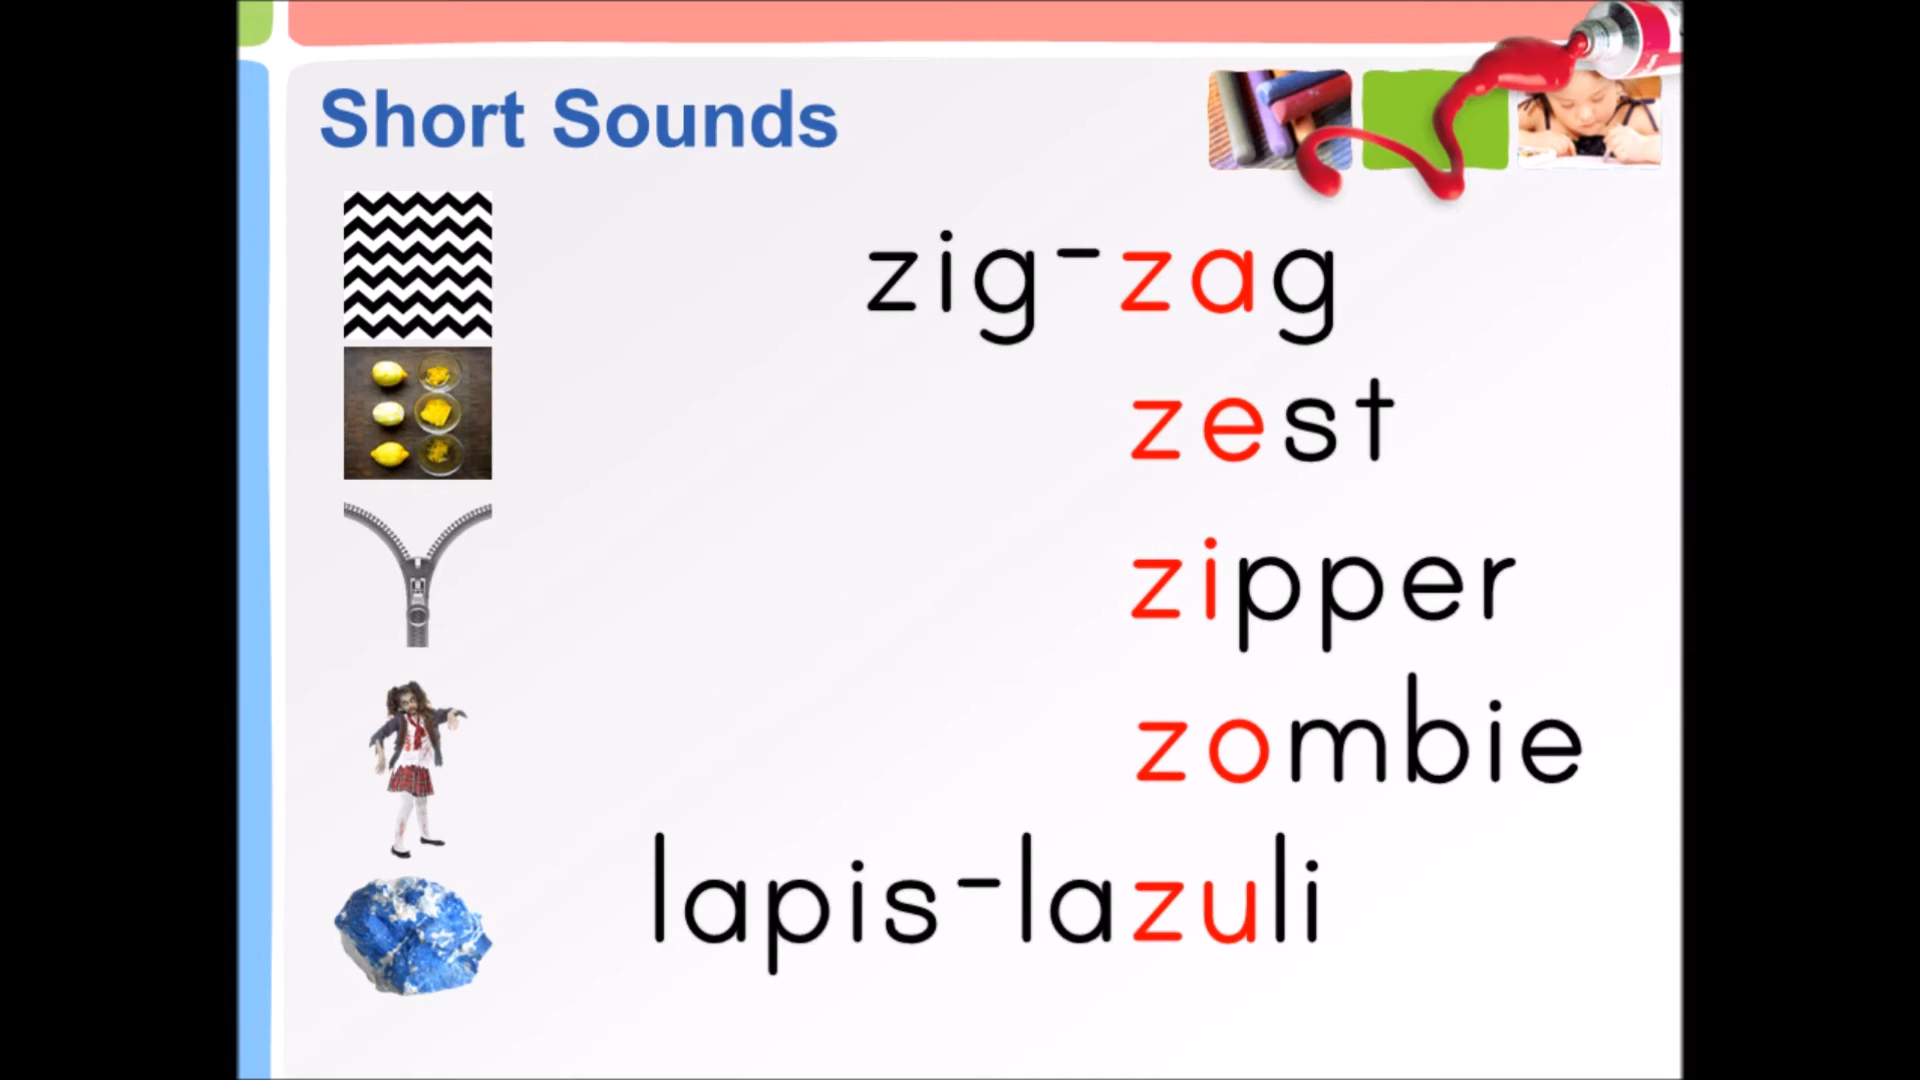 Short Sounds
zig-zag
zest
zipper
zombie
lapis-lazuli